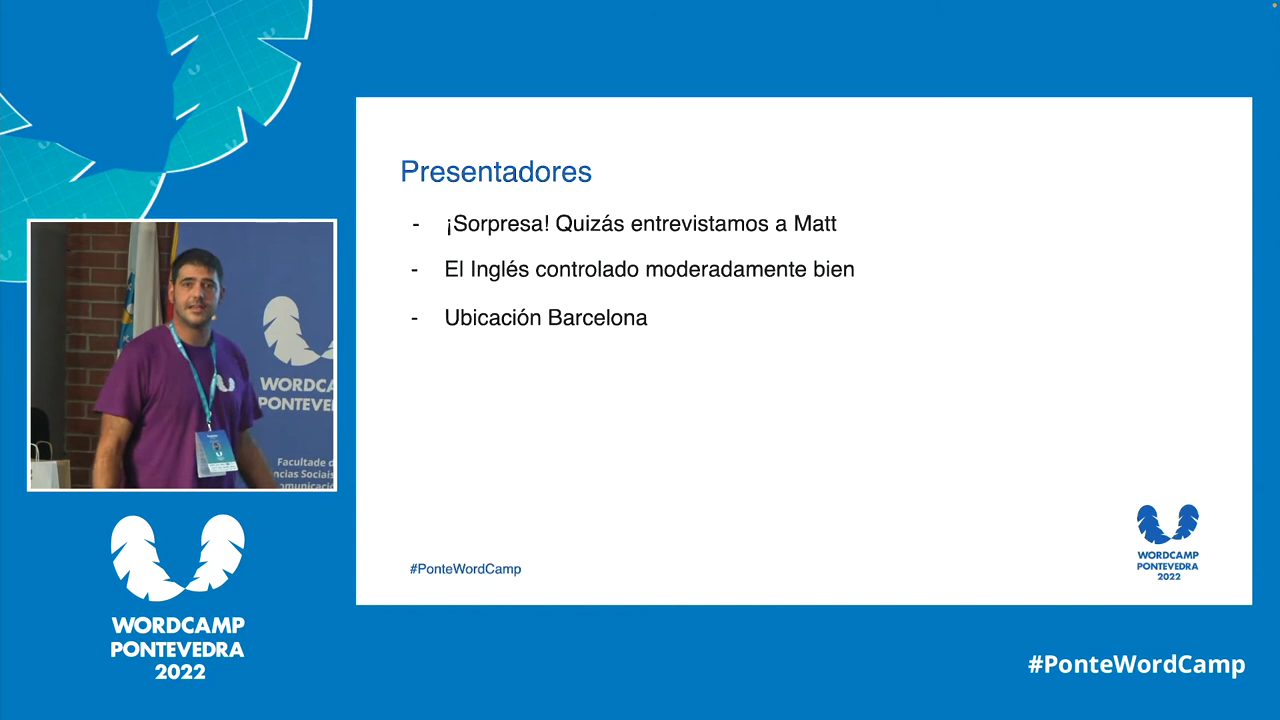 Presentadores
- ¡Sorpresa! Quizás entrevistamos a Matt
- El Inglés controlado moderadamente bien
- Ubicación Barcelona
#PonteWordCamp
WORDCAMP
PONTEVEDRA
2022
WORDCA
PONTEVE
Facultade d
ncias Sociais
omunicació
WORDCAMP
PONTEVEDRA
2022
#PonteWordCamp